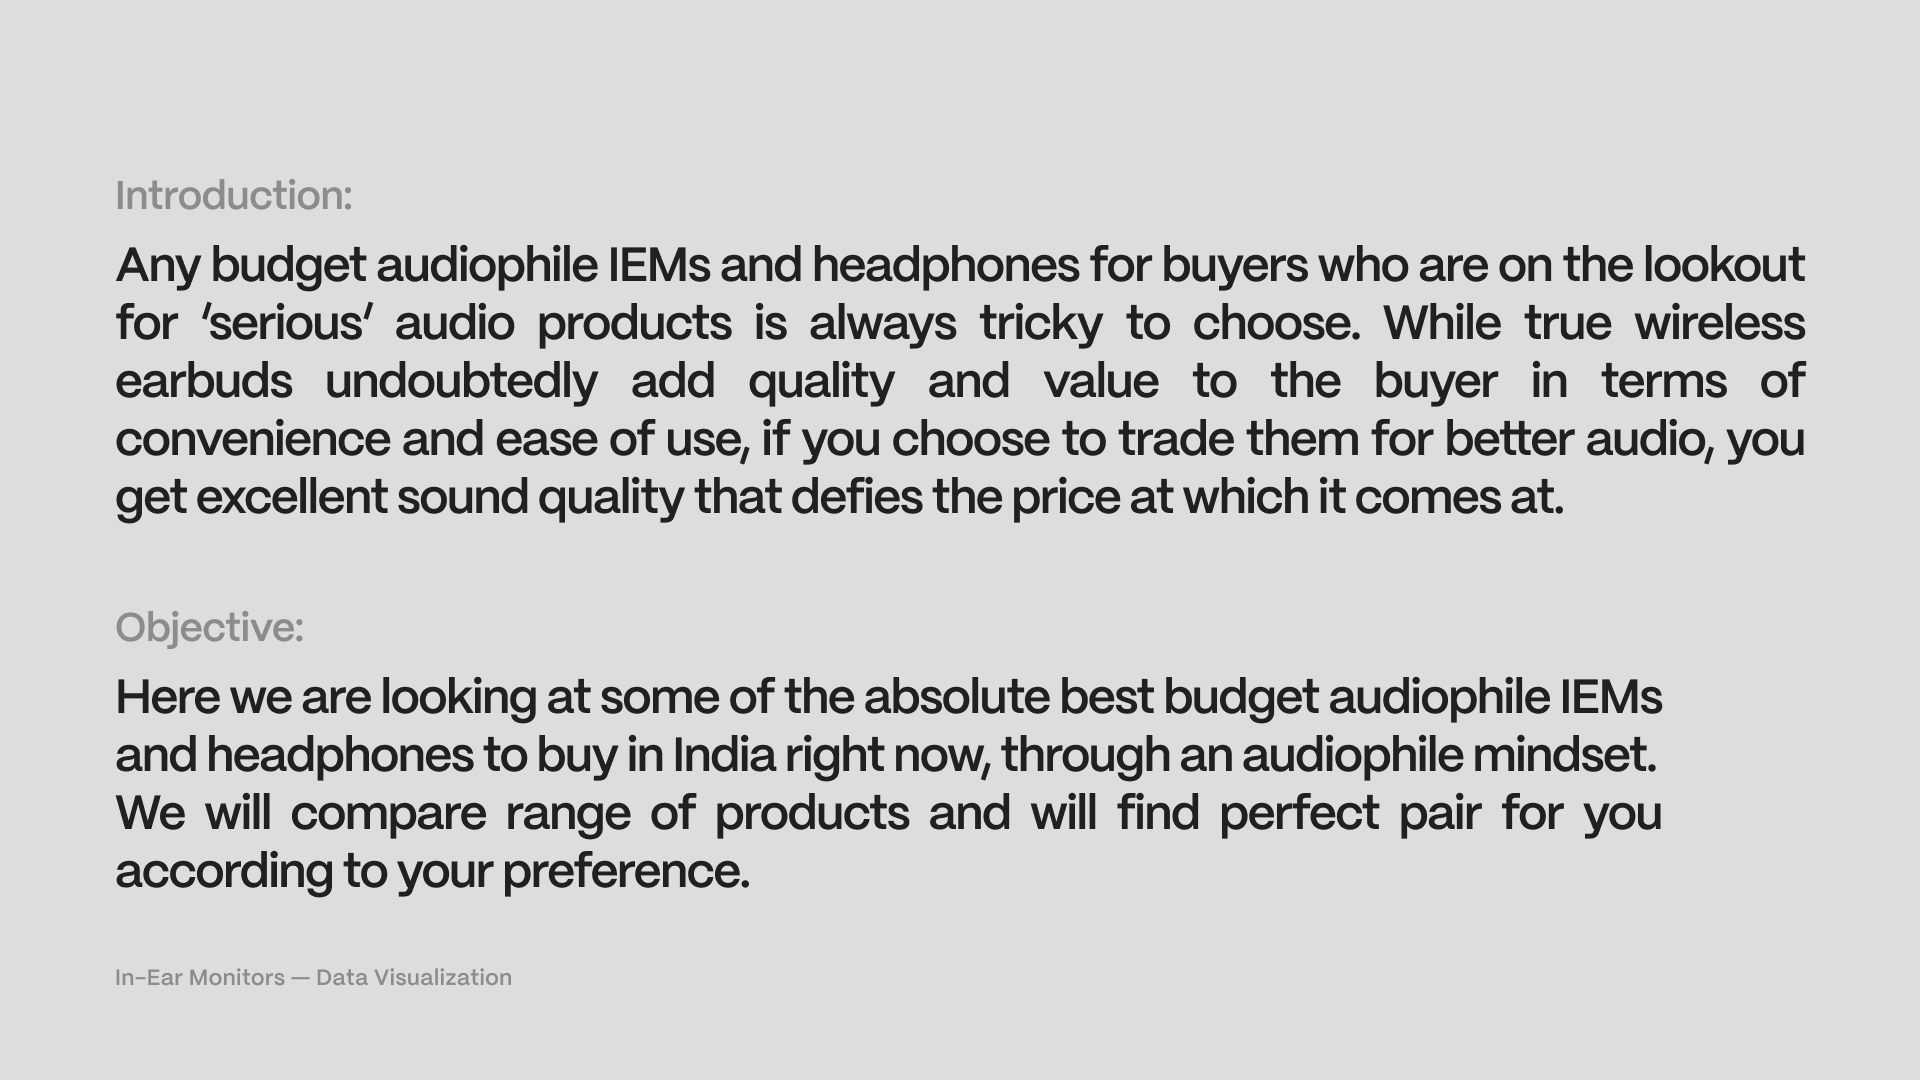 Introduction:
Any budget audiophile IEMs and headphones for buyers who are on the lookout
for ‘serious’ audio products is always tricky to choose. While true wireless
earbuds undoubtedly add quality and value to the buyer in terms of
convenience and ease of use, if you choose to trade them for better audio, you
get excellent sound quality that defies the price at which it comes at.
Objective:
Here we are looking at some of the absolute best budget audiophile IEMs
and headphones to buy in India right now, through an audiophile mindset.
We will compare range of products and will find perfect pair for you
according to your preference.
In-Ear Monitors — Data Visualization